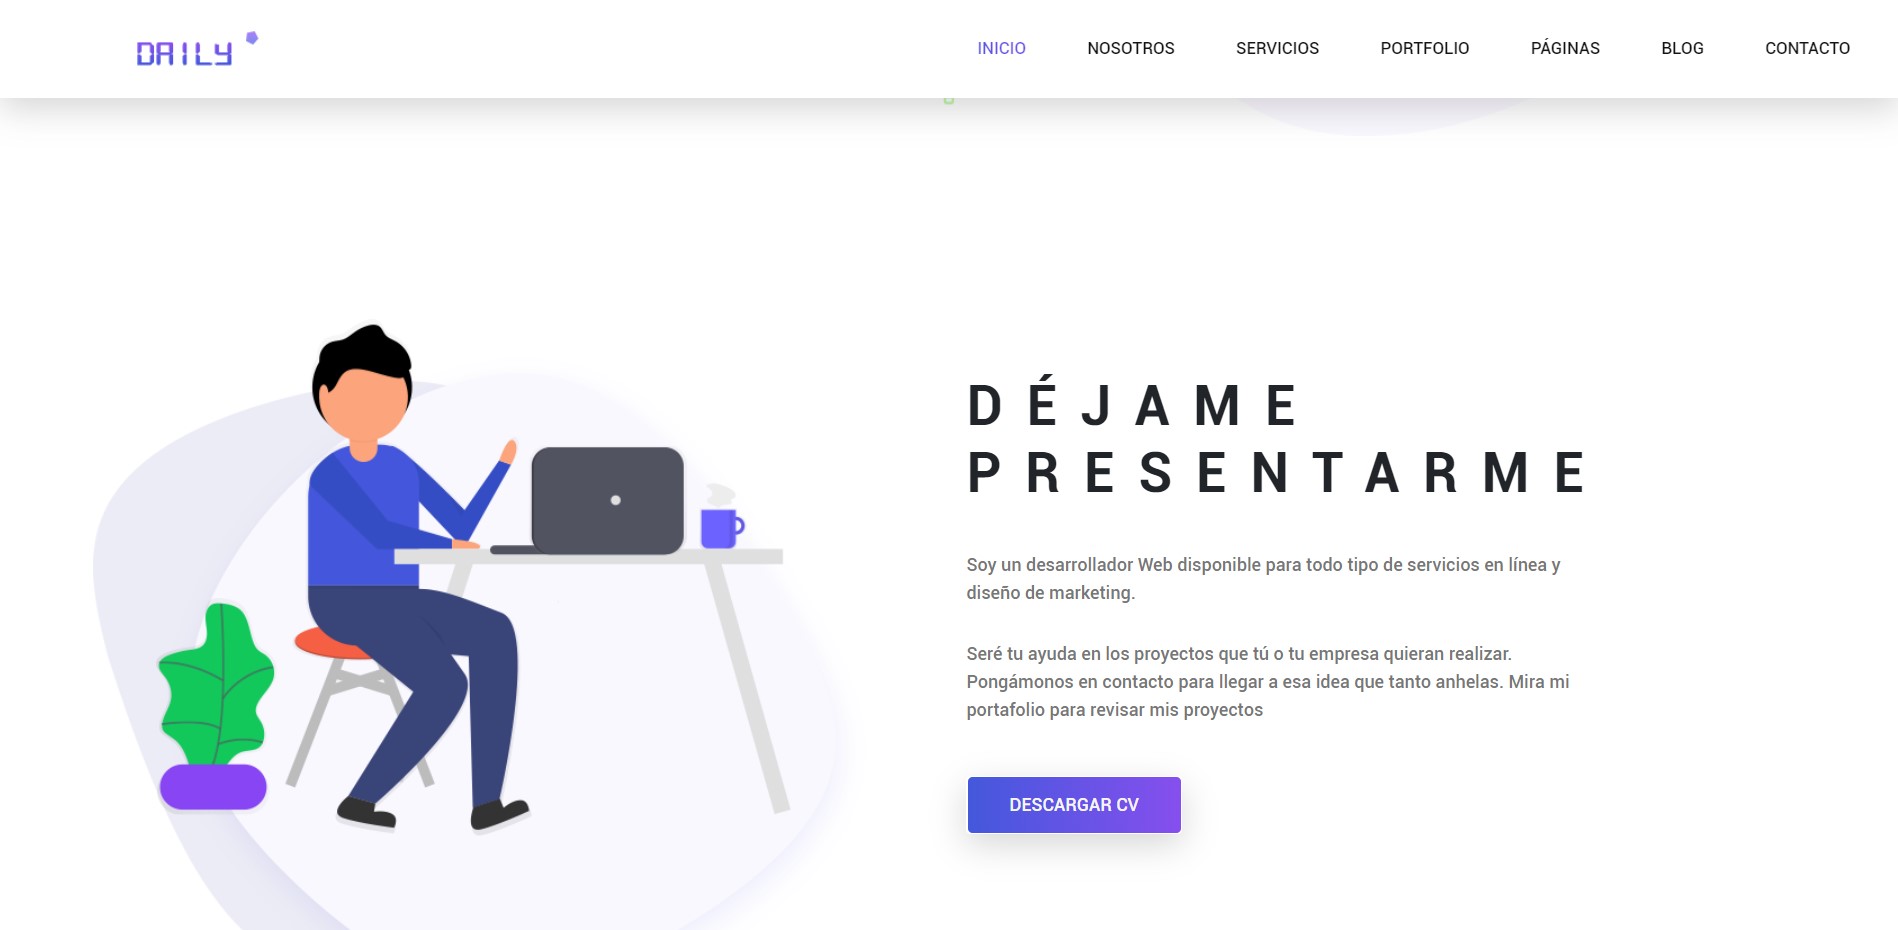 DAILY
INICIO NOSOTROS SERVICIOS PORTFOLIO PÁGINAS BLOG CONTACTO
DÉJAME
PRESENTARME
Soy un desarrollador Web disponible para todo tipo de servicios en línea y
diseño de marketing.
Seré tu ayuda en los proyectos que tú o tu empresa quieran realizar.
Pongámonos en contacto para llegar a esa idea que tanto anhelas. Mira mi
portafolio para revisar mis proyectos
DESCARGAR CV